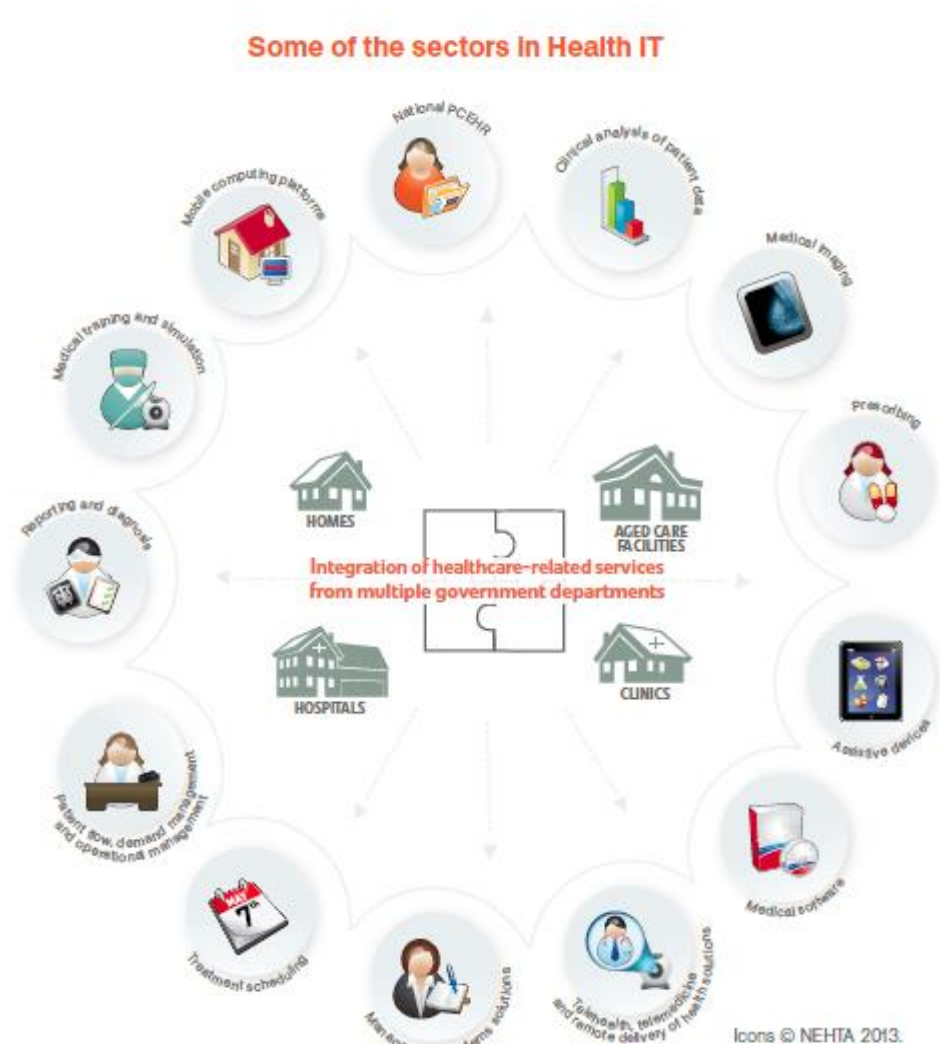 Some of the sectors in Health IT
National PCEHR
Clinical analysis of patient data
Medical imaging
Prescribing
Assistive devices
Medical software
Telehealth, telemedicine
and remote delivery of health solutions
solutions
Treatment scheduling
Patient flow, demand management
and operational management
Reporting and diagnosis
Medical training and simulation
Mobile computing platforms
HOMES
AGED CARE
FACILITIES
Integration of healthcare-related services
from multiple government departments
HOSPITALS
CLINICS
MAY
7th
Icons © NEHTA 2013.